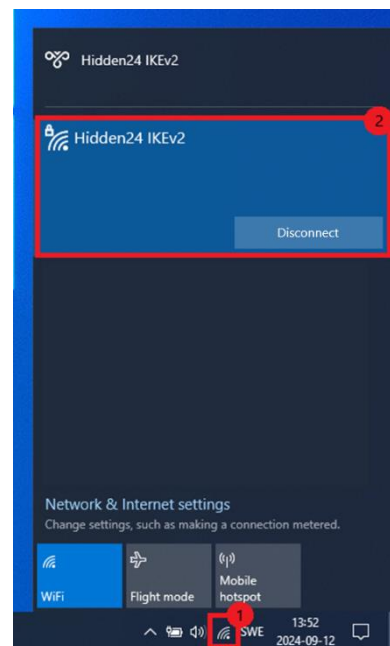 Hidden24 IKEv2
2
Hidden24 IKEv2
Disconnect
Network & Internet settings
Change settings, such as making a connection metered.
WiFi
Flight mode
Mobile
hotspot
1
SWE
13:52
2024-09-12